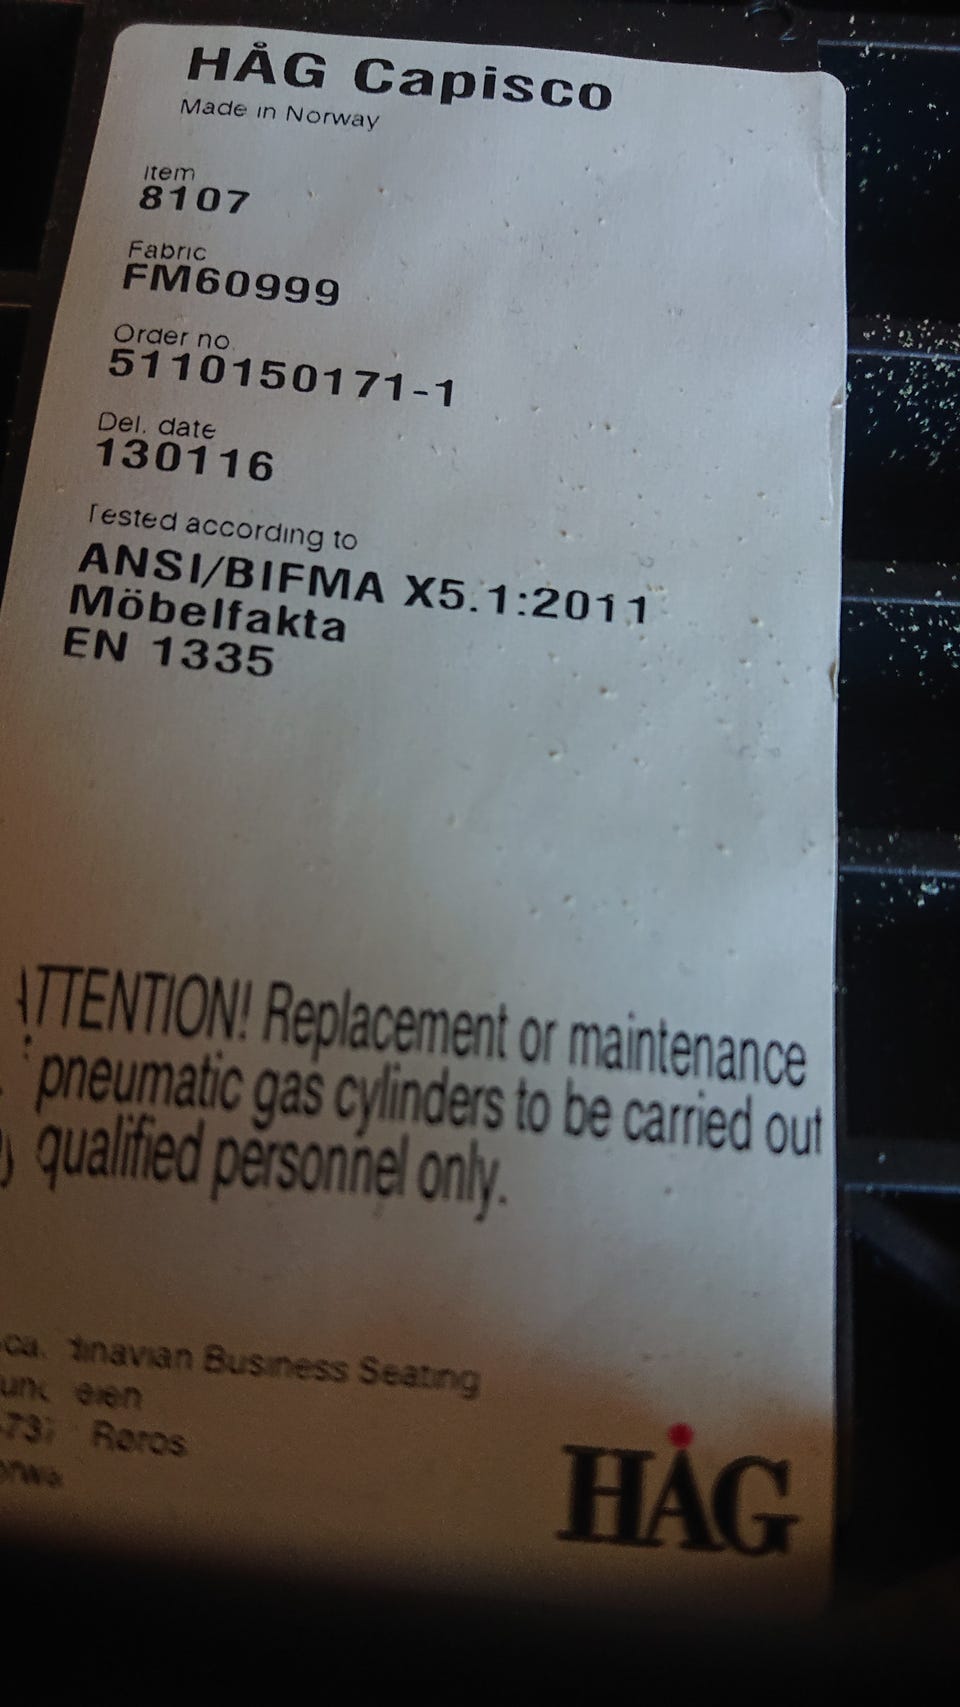 HÅG Capisco
Made in Norway
Item
8107
Fabric
FM60999
Order no.
5110150171-1
Del. date
130116
Tested according to
ANSI/BIFMA X5.1:2011
Möbelfakta
EN 1335
ATTENTION! Replacement or maintenance
pneumatic gas cylinders to be carried out
qualified personnel only.
Business Seating
Røros
HÅG